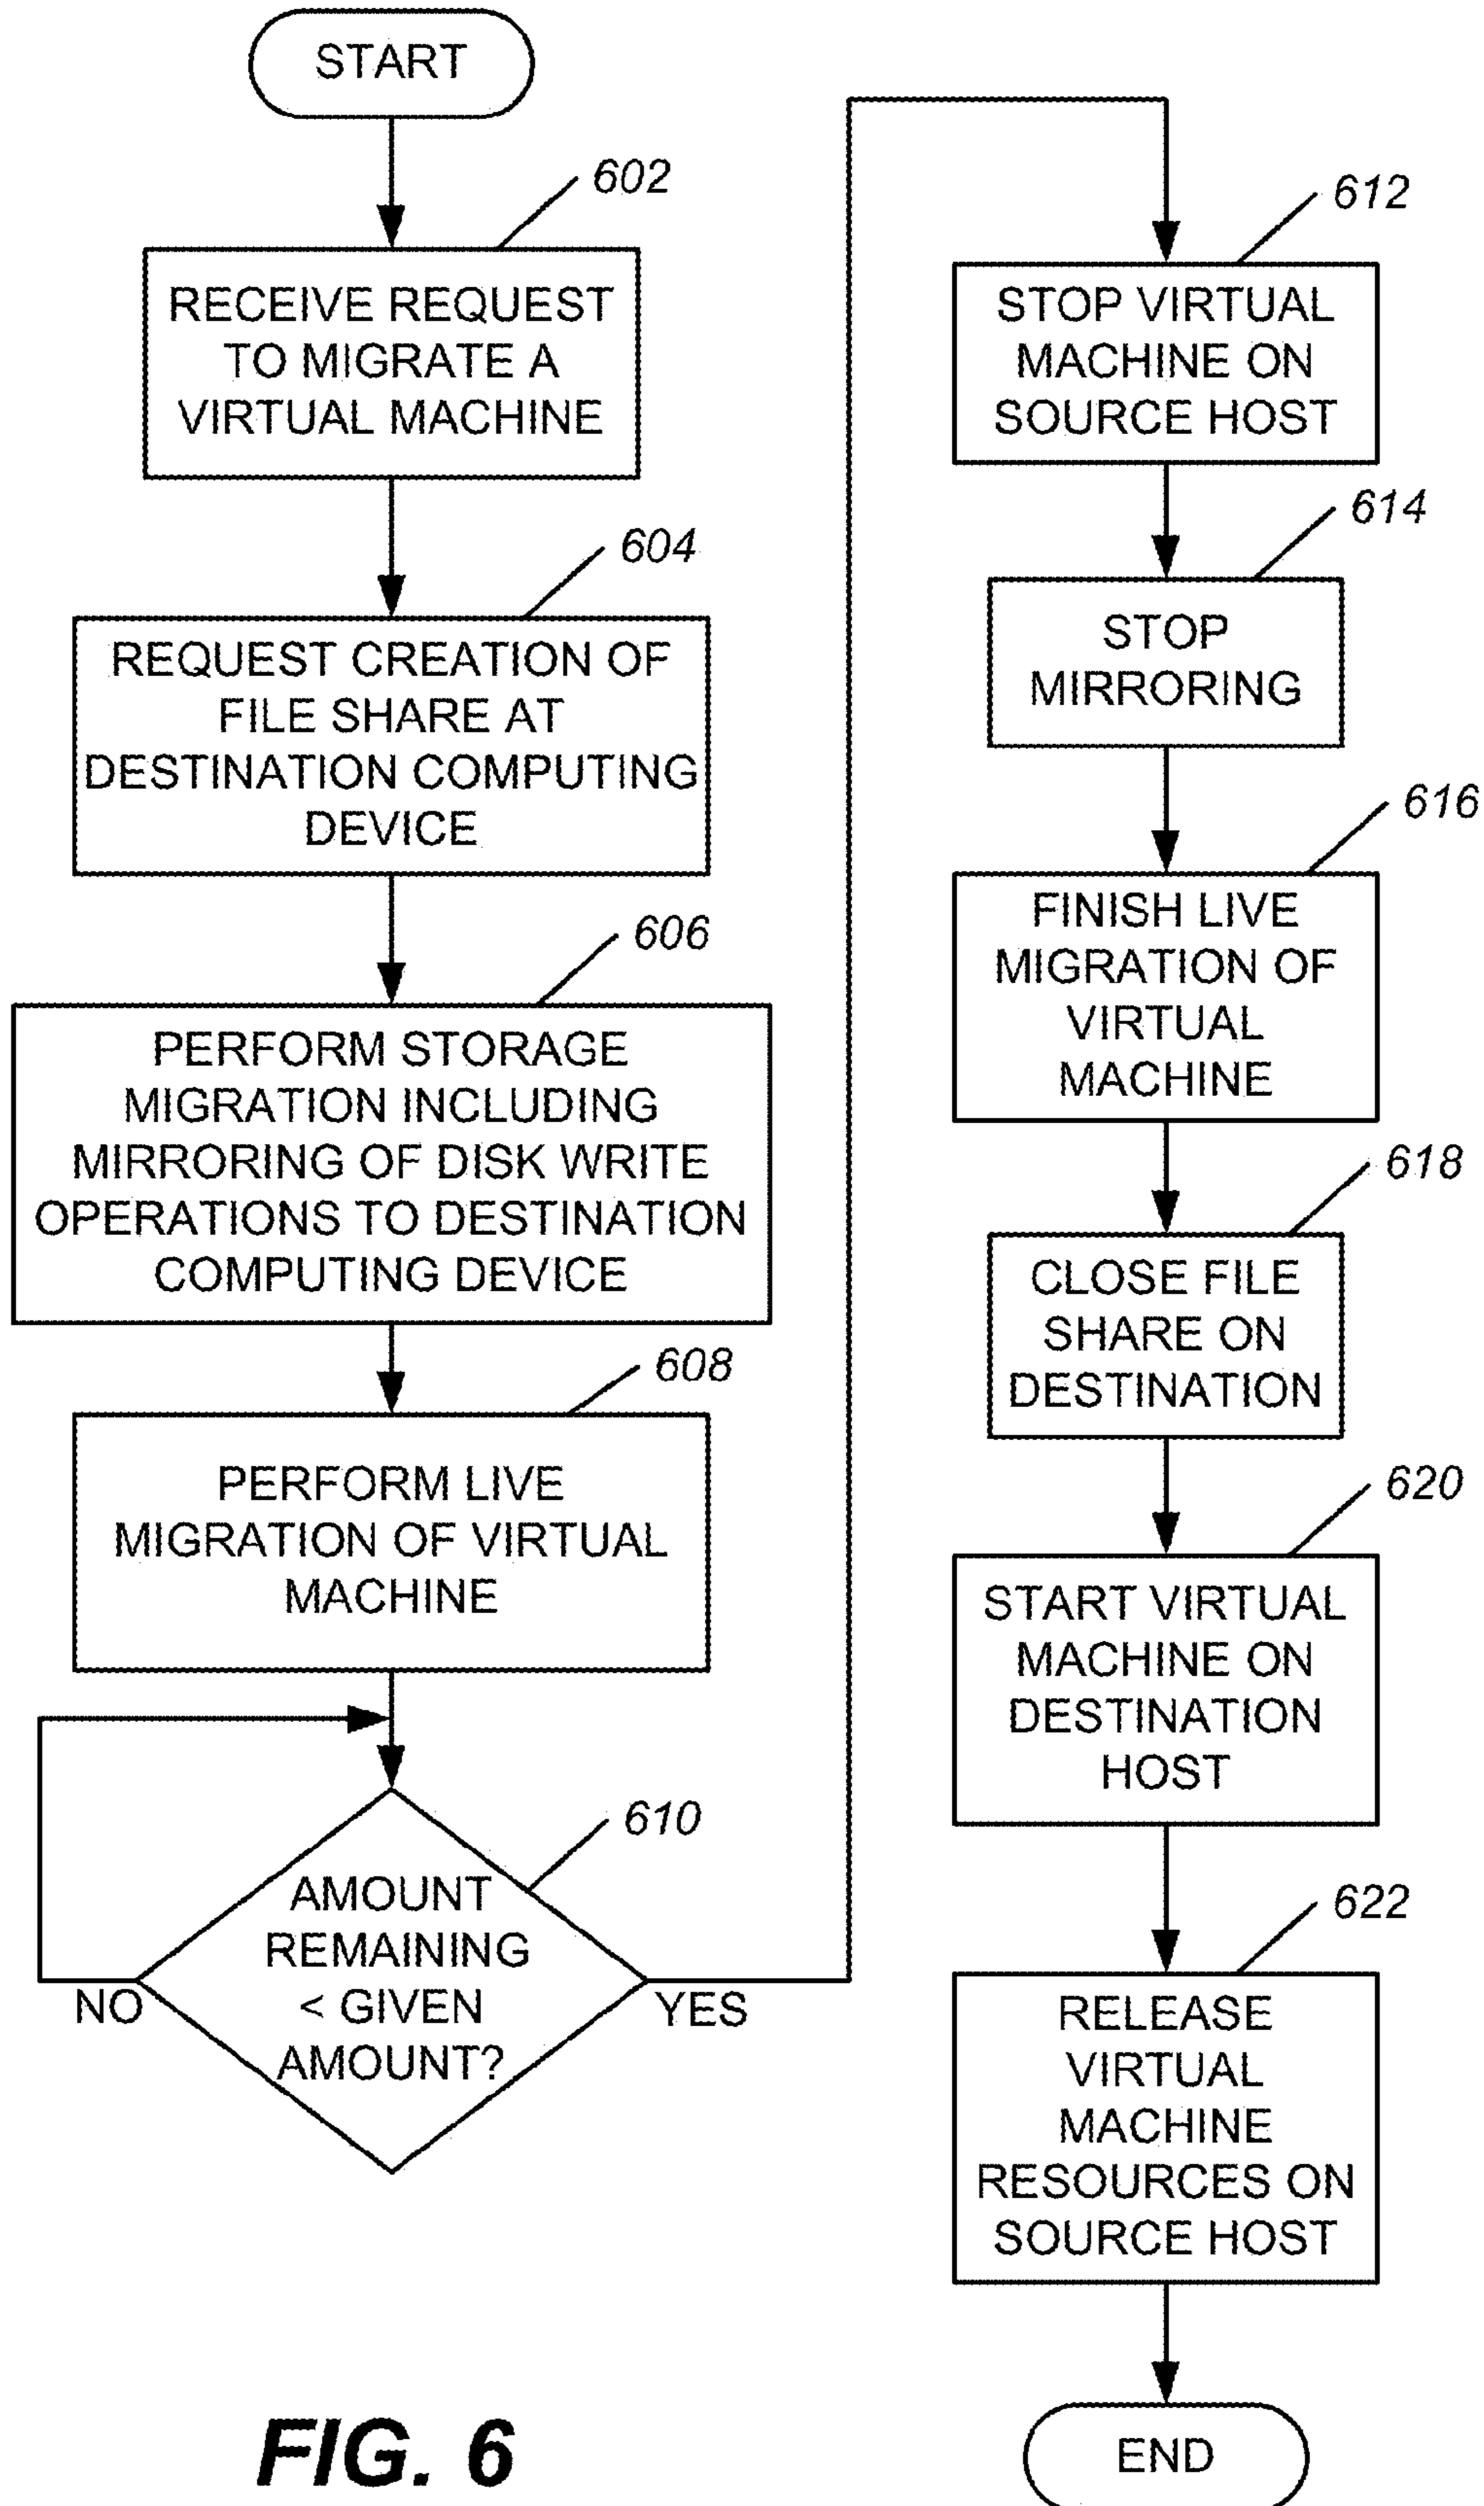 START
602
RECEIVE REQUEST
TO MIGRATE A
VIRTUAL MACHINE
604
REQUEST CREATION OF
FILE SHARE AT
DESTINATION COMPUTING
DEVICE
606
PERFORM STORAGE
MIGRATION INCLUDING
MIRRORING OF DISK WRITE
OPERATIONS TO DESTINATION
COMPUTING DEVICE
608
PERFORM LIVE
MIGRATION OF VIRTUAL
MACHINE
610
AMOUNT
REMAINING
< GIVEN
AMOUNT?
NO
YES
612
STOP VIRTUAL
MACHINE ON
SOURCE HOST
614
STOP
MIRRORING
616
FINISH LIVE
MIGRATION OF
VIRTUAL
MACHINE
618
CLOSE FILE
SHARE ON
DESTINATION
620
START VIRTUAL
MACHINE ON
DESTINATION
HOST
622
RELEASE
VIRTUAL
MACHINE
RESOURCES ON
SOURCE HOST
END
FIG. 6